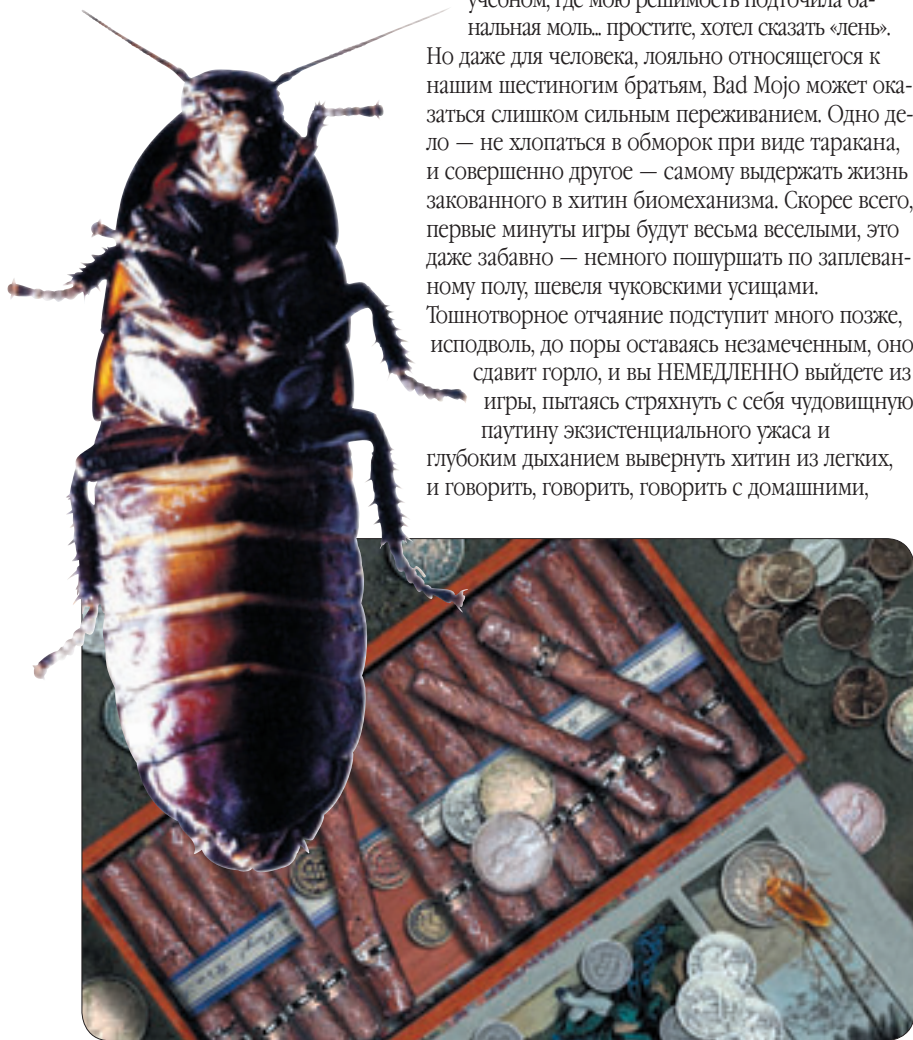 учебном, где мою решимость подточила ба-
нальная моль... простите, хотел сказать «лень».
Но даже для человека, лояльно относящегося к
нашим шестиногим братьям, Bad Mojo может ока-
заться слишком сильным переживанием. Одно де-
ло — не хлопаться в обморок при виде таракана,
и совершенно другое — самому выдержать жизнь
закованного в хитин биомеханизма. Скорее всего,
первые минуты игры будут весьма веселыми, это
даже забавно — немного пошуршать по заплеван-
ному полу, шевеля чуковскими усищами.
Тошнотворное отчаяние подступит много позже,
исподволь, до поры оставаясь незамеченным, оно
сдавит горло, и вы НЕМЕДЛЕННО выйдете из
игры, пытаясь стряхнуть с себя чудовищную
паутину экзистенциального ужаса и
глубоким дыханием вывернуть хитин из легких,
и говорить, говорить, говорить с домашними,